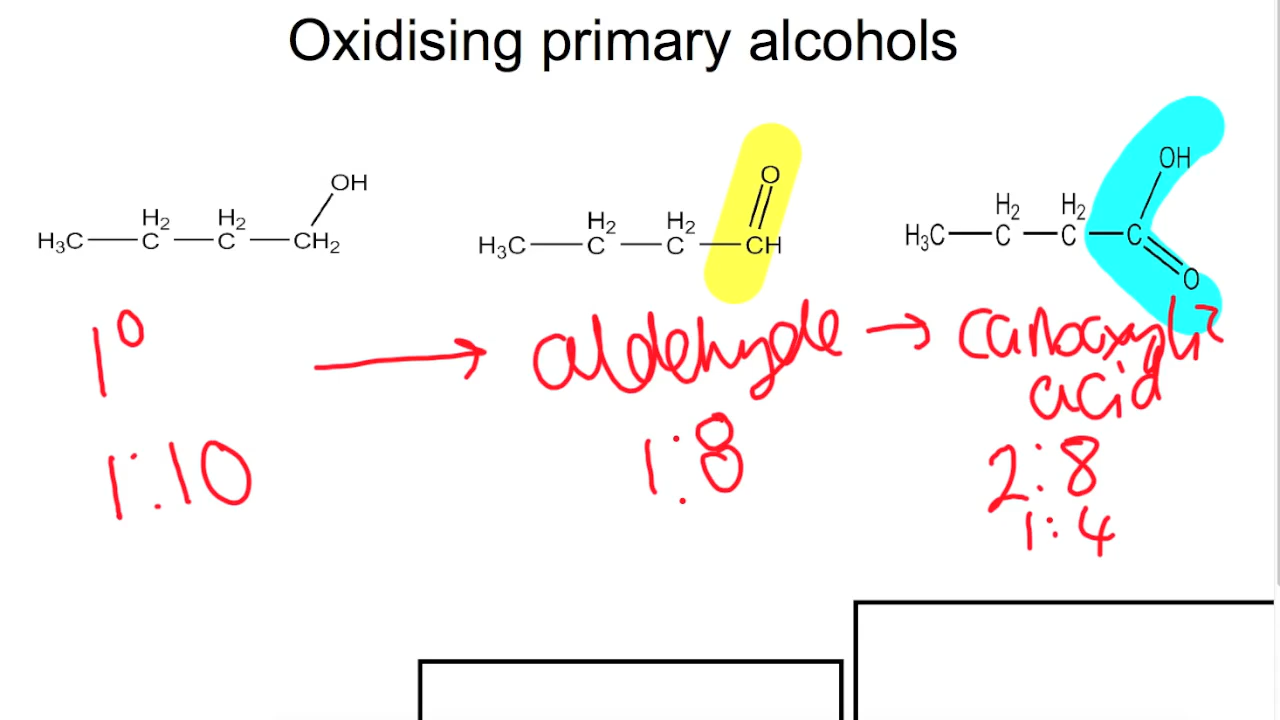 Oxidising primary alcohols
OH
H₂ H₂
H₃C C C CH₂
O
H₂ H₂
H₃C C C CH
OH
H₂ H₂
H₃C C C C
O
1° → aldehyde → carboxylic
acid
1:10 1:8 2:8
1:4